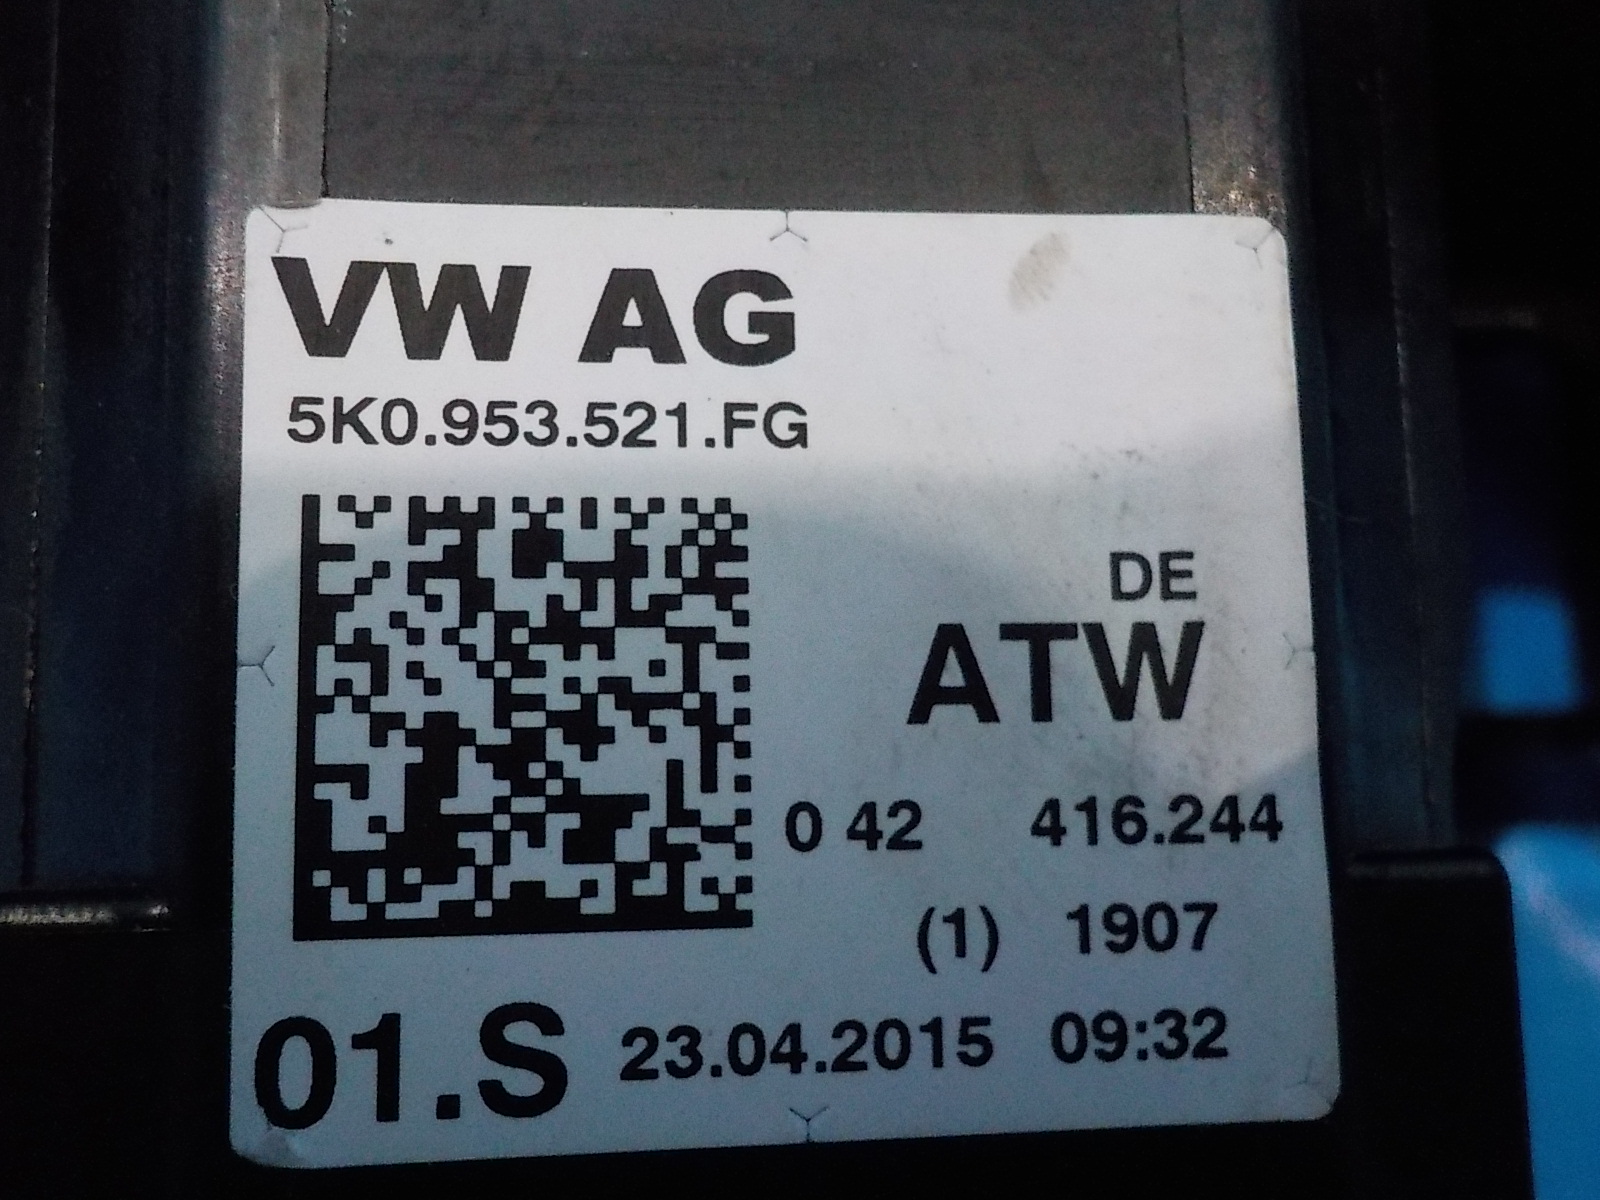 VW AG
5K0.953.521.FG
DE
ATW
0 42 416.244
(1) 1907
01.S 23.04.2015 09:32